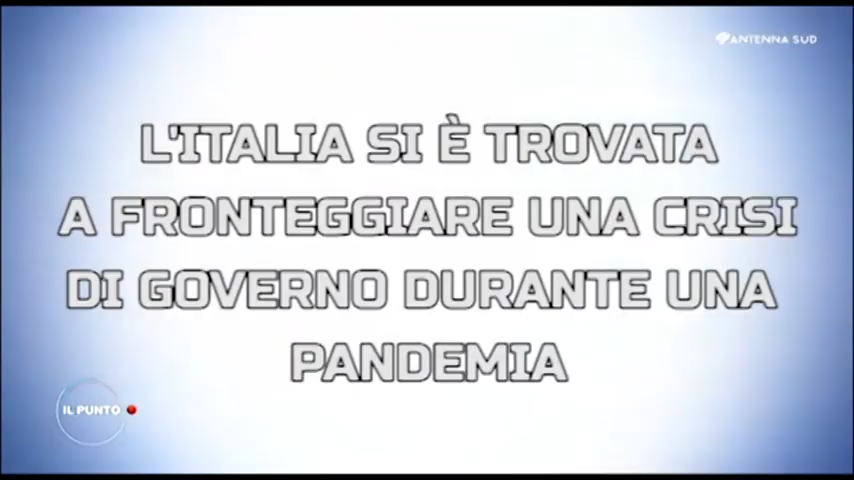 ANTENNA SUD
L'ITALIA SI È TROVATA
A FRONTEGGIARE UNA CRISI
DI GOVERNO DURANTE UNA
PANDEMIA
IL PUNTO